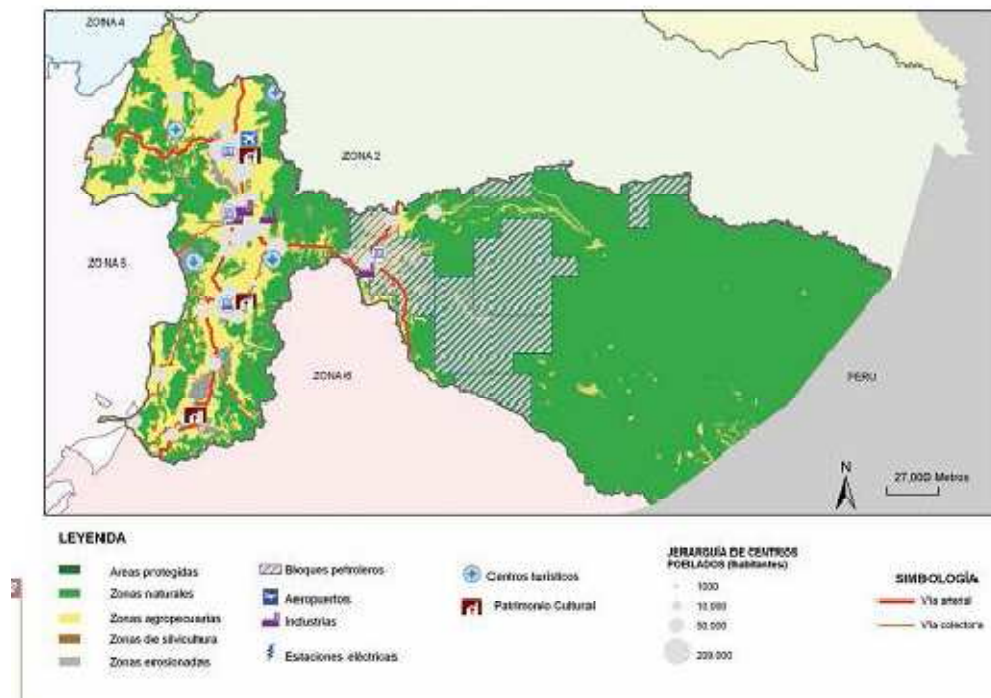 ZONA 4
ZONA 2
ZONA 5
ZONA 6
PERU
N
27,000 Metros
LEYENDA
Areas protegidas
Zonas naturales
Zonas agropecuarias
Zonas de silvicultura
Zonas erosionadas
Bloques petroleros
Aeropuertos
Industrias
Estaciones eléctricas
Centros turísticos
Patrimonio Cultural
JERARQUÍA DE CENTROS
POBLADOS (Habitantes)
1000
10,000
50,000
200,000
SIMBOLOGÍA
Vía arterial
Vía colectora